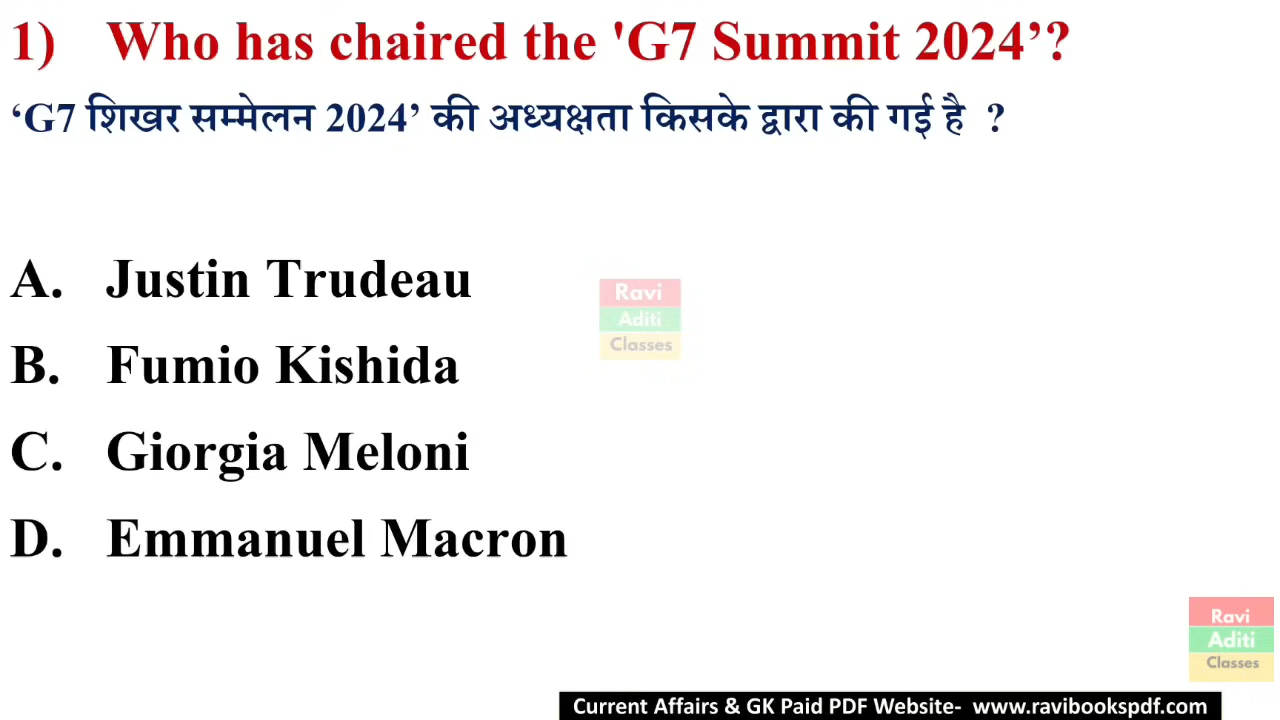 1) Who has chaired the 'G7 Summit 2024’?
‘G7 शिखर सम्मेलन 2024’ की अध्यक्षता किसके द्वारा की गई है ?
A. Justin Trudeau
B. Fumio Kishida
C. Giorgia Meloni
D. Emmanuel Macron
Ravi
Aditi
Classes
Ravi
Aditi
Classes
Current Affairs & GK Paid PDF Website- www.ravibookspdf.com